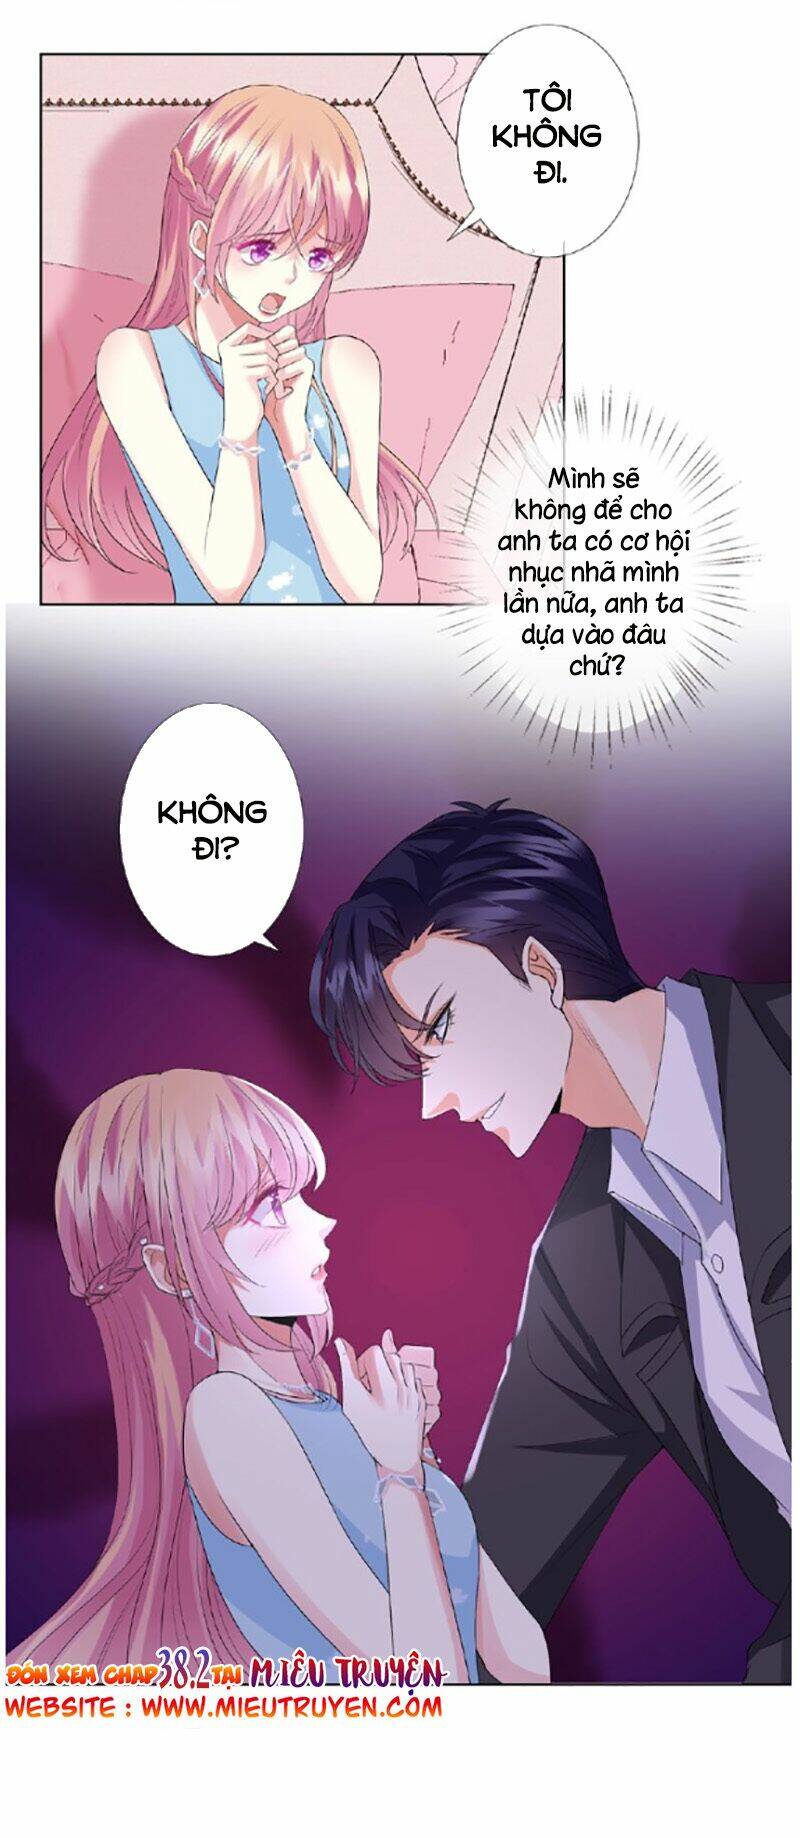 TÔI
KHÔNG
ĐI.
Mình sẽ
không để cho
anh ta có cơ hội
nhục nhã mình
lần nữa, anh ta
dựa vào đâu
chứ?
KHÔNG
ĐI?
ĐÓN XEM CHAP 38.2 TẠI MIÊU TRUYỆN
WEBSITE : WWW.MIEUTRUYEN.COM